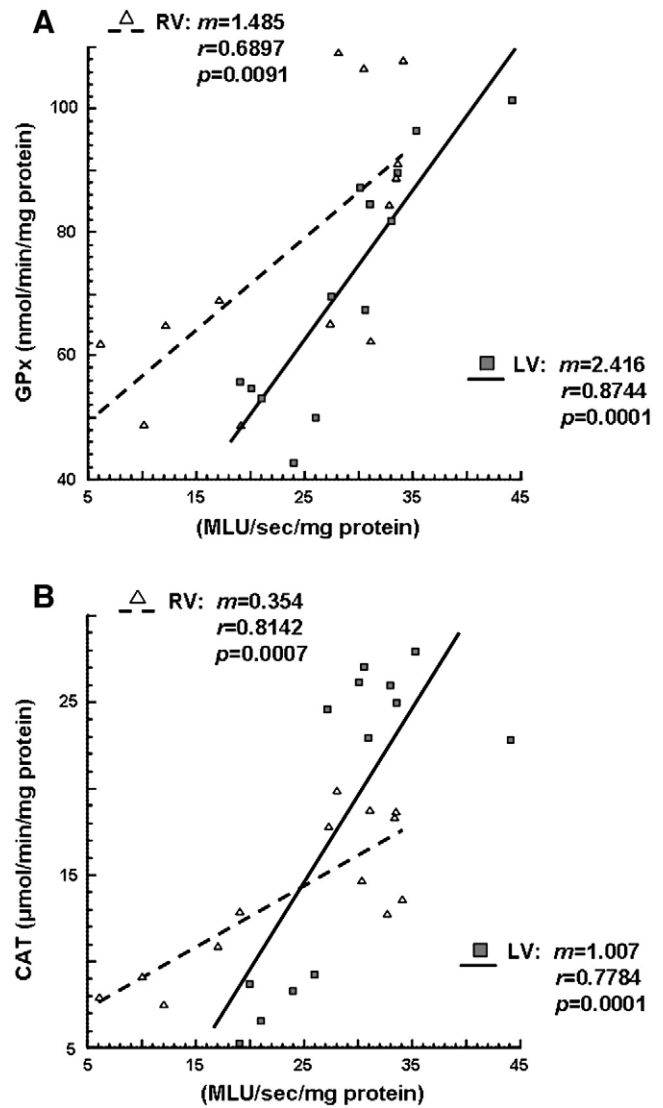 A
RV: m=1.485
r=0.6897
p=0.0091
GPx (nmol/min/mg protein)
100
80
60
40
LV: m=2.416
r=0.8744
p=0.0001
5 15 25 35 45
(MLU/sec/mg protein)
B
RV: m=0.354
r=0.8142
p=0.0007
CAT (μmol/min/mg protein)
25
15
5
LV: m=1.007
r=0.7784
p=0.0001
5 15 25 35 45
(MLU/sec/mg protein)